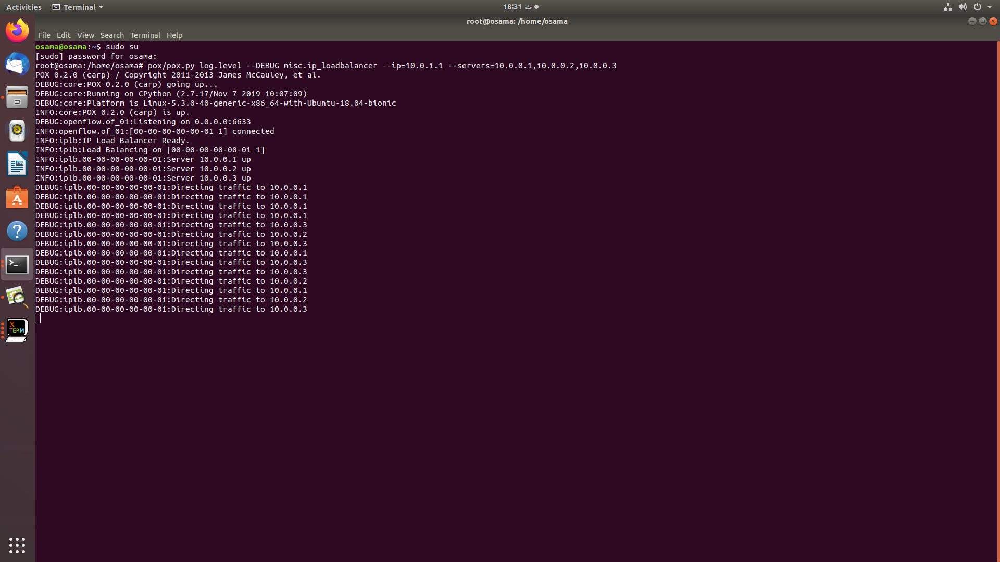 Activities
Terminal
18:31 ث
root@osama: /home/osama
File Edit View Search Terminal Help
osama@osama:~$ sudo su
[sudo] password for osama:
root@osama:/home/osama# pox/pox.py log.level --DEBUG misc.ip_loadbalancer --ip=10.0.1.1 --servers=10.0.0.1,10.0.0.2,10.0.0.3
POX 0.2.0 (carp) / Copyright 2011-2013 James McCauley, et al.
DEBUG:core:POX 0.2.0 (carp) going up...
DEBUG:core:Running on CPython (2.7.17/Nov 7 2019 10:07:09)
DEBUG:core:Platform is Linux-5.3.0-40-generic-x86_64-with-Ubuntu-18.04-bionic
INFO:core:POX 0.2.0 (carp) is up.
DEBUG:openflow.of_01:Listening on 0.0.0.0:6633
INFO:openflow.of_01:[00-00-00-00-00-01 1] connected
INFO:iplb:IP Load Balancer Ready.
INFO:iplb:Load Balancing on [00-00-00-00-00-01 1]
INFO:iplb.00-00-00-00-00-01:Server 10.0.0.1 up
INFO:iplb.00-00-00-00-00-01:Server 10.0.0.2 up
INFO:iplb.00-00-00-00-00-01:Server 10.0.0.3 up
DEBUG:iplb.00-00-00-00-00-01:Directing traffic to 10.0.0.1
DEBUG:iplb.00-00-00-00-00-01:Directing traffic to 10.0.0.1
DEBUG:iplb.00-00-00-00-00-01:Directing traffic to 10.0.0.1
DEBUG:iplb.00-00-00-00-00-01:Directing traffic to 10.0.0.1
DEBUG:iplb.00-00-00-00-00-01:Directing traffic to 10.0.0.3
DEBUG:iplb.00-00-00-00-00-01:Directing traffic to 10.0.0.2
DEBUG:iplb.00-00-00-00-00-01:Directing traffic to 10.0.0.3
DEBUG:iplb.00-00-00-00-00-01:Directing traffic to 10.0.0.1
DEBUG:iplb.00-00-00-00-00-01:Directing traffic to 10.0.0.3
DEBUG:iplb.00-00-00-00-00-01:Directing traffic to 10.0.0.3
DEBUG:iplb.00-00-00-00-00-01:Directing traffic to 10.0.0.2
DEBUG:iplb.00-00-00-00-00-01:Directing traffic to 10.0.0.1
DEBUG:iplb.00-00-00-00-00-01:Directing traffic to 10.0.0.2
DEBUG:iplb.00-00-00-00-00-01:Directing traffic to 10.0.0.3
X
TERM